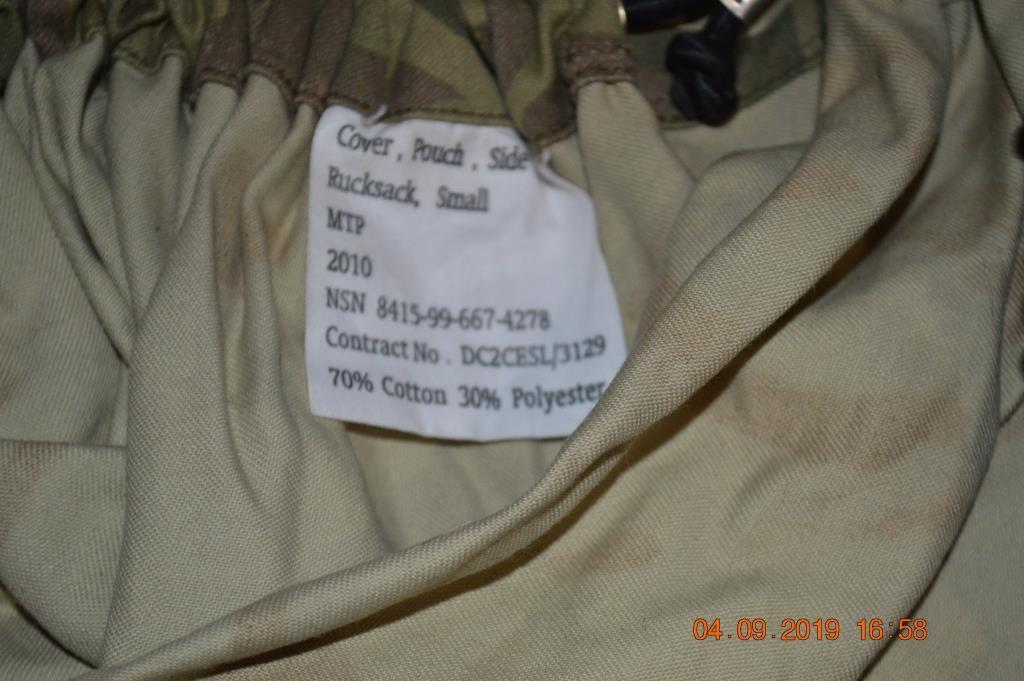 Cover, Pouch, Side
Rucksack, Small
MTP
2010
NSN 8415-99-667-4278
Contract No. DC2CESL/3129
70% Cotton 30% Polyester
04.09.2019 16:58